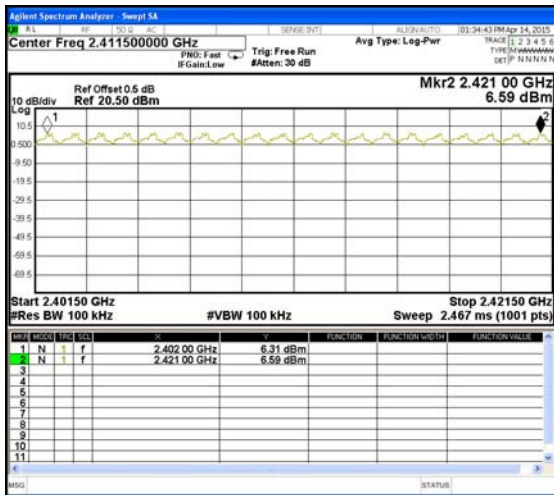 Agilent Spectrum Analyzer - Swept SA
RL RF 50 Ω AC SENSE:INT ALIGN AUTO 01:34:43 PM Apr 14, 2015
Center Freq 2.411500000 GHz
PNO: Fast Trig: Free Run Avg Type: Log-Pwr TRACE 1 2 3 4 5 6
IFGain:Low #Atten: 30 dB TYPE
DET P N N N N N
Ref Offset 0.5 dB Mkr2 2.421 00 GHz
10 dB/div Ref 20.50 dBm 6.59 dBm
Log
1 2
10.5
0.500
-9.50
-19.5
-29.5
-39.5
-49.5
-59.5
-69.5
Start 2.40150 GHz Stop 2.42150 GHz
#Res BW 100 kHz #VBW 100 kHz Sweep 2.467 ms (1001 pts)
MKR MODE TRC SCL X Y FUNCTION FUNCTION WIDTH FUNCTION VALUE
1 N 1 f 2.402 00 GHz 6.31 dBm
2 N 1 f 2.421 00 GHz 6.59 dBm
3
4
5
6
7
8
9
10
11
MSG STATUS